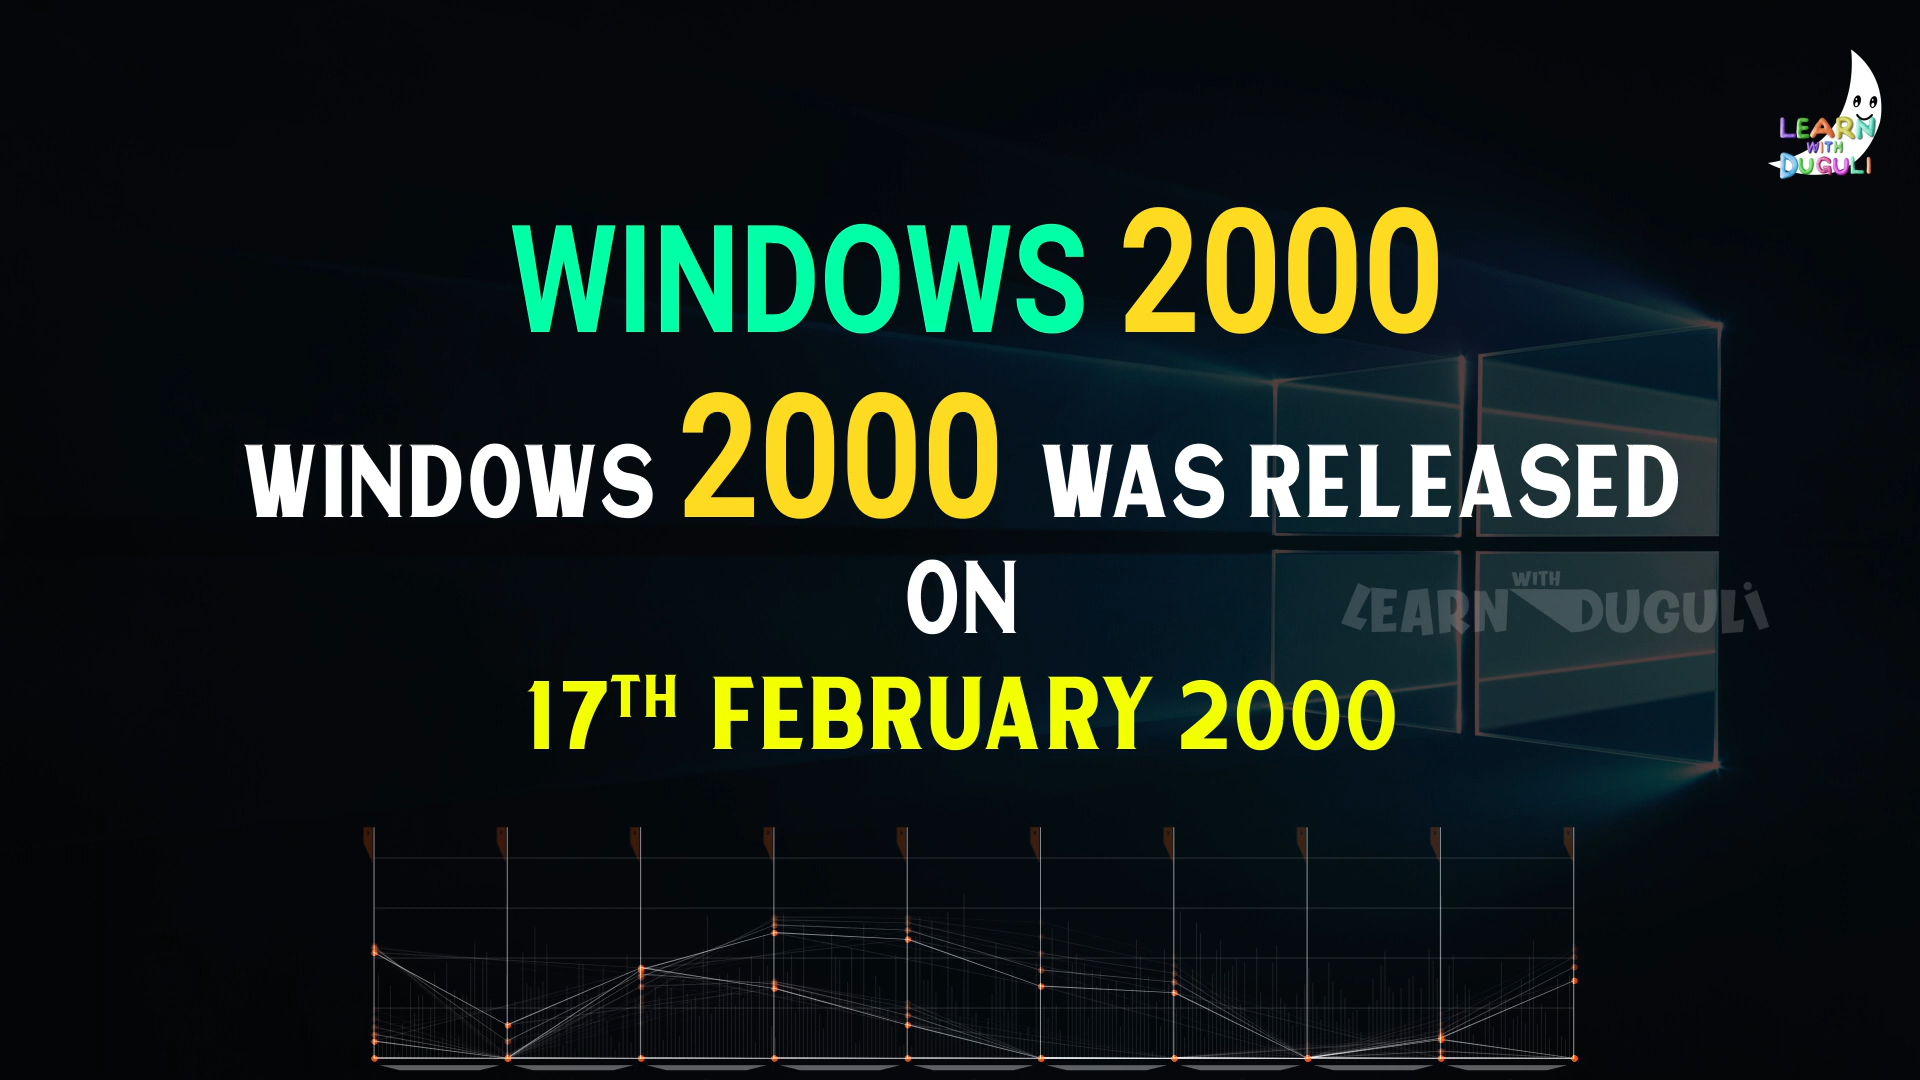 LEARN
WITH
DUGULI
WINDOWS 2000
WINDOWS 2000 WAS RELEASED
ON
17TH FEBRUARY 2000
LEARN WITH DUGULI